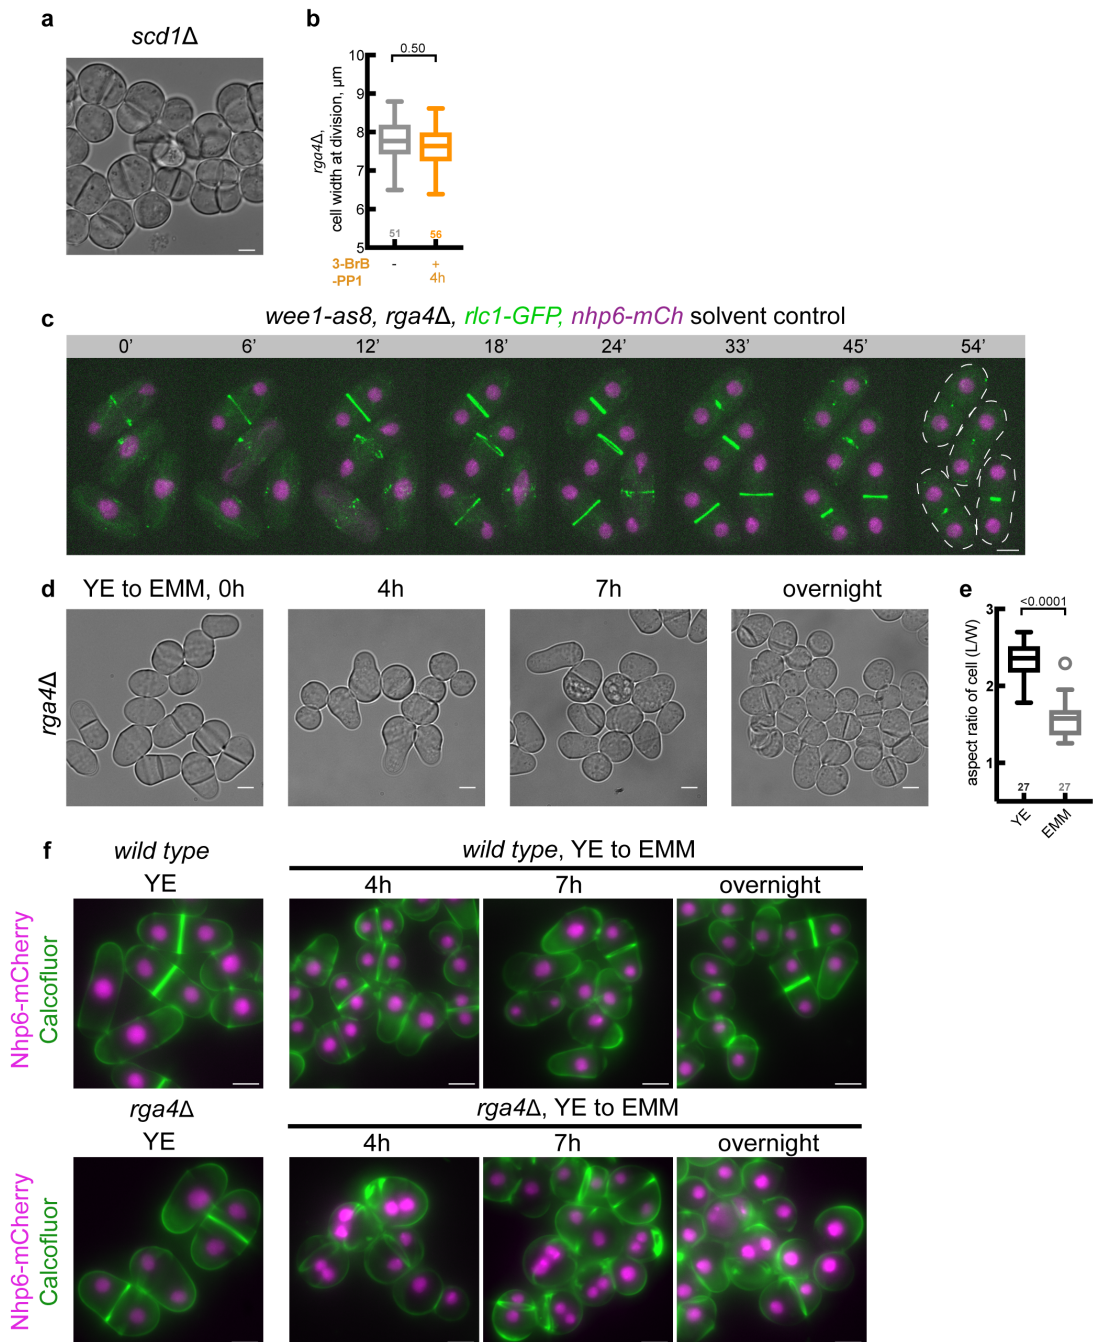 a
scd1Δ
b
0.50
10
9
8
7
6
5
rga4Δ,
cell width at division, µm
51
56
3-BrB
-PP1
-
+
4h
c
wee1-as8, rga4Δ, rlc1-GFP, nhp6-mCh solvent control
0’ 6’ 12’ 18’ 24’ 33’ 45’ 54’
d
YE to EMM, 0h 4h 7h overnight
rga4Δ
e
<0.0001
3
2
1
aspect ratio of cell (L/W)
27
27
YE
EMM
f
wild type
YE
wild type, YE to EMM
4h 7h overnight
Nhp6-mCherry
Calcofluor
rga4Δ
YE
rga4Δ, YE to EMM
4h 7h overnight
Nhp6-mCherry
Calcofluor